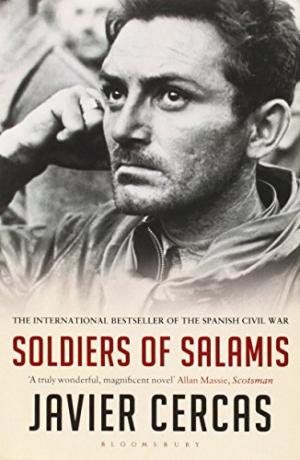 THE INTERNATIONAL BESTSELLER OF THE SPANISH CIVIL WAR
SOLDIERS OF SALAMIS
'A truly wonderful, magnificent novel' Allan Massie, Scotsman
JAVIER CERCAS
BLOOMSBURY